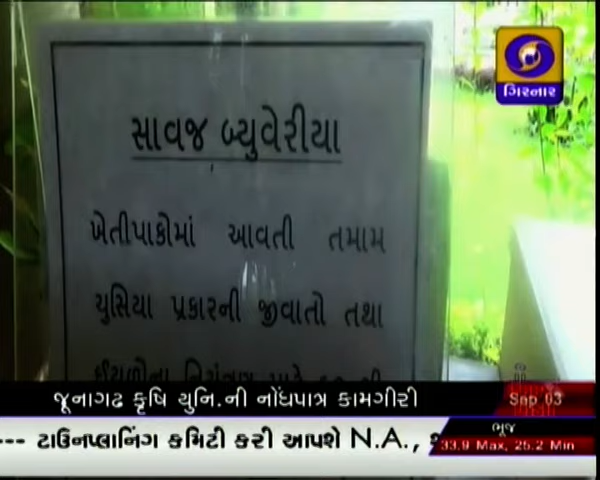 ગિરનાર
સાવજ બ્યુવેરીયા
ખેતીપાકોમાં આવતી તમામ
ચુસિયા પ્રકારની જીવાતો તથા
જૂનાગઢ કૃષિ યુનિ.ની નોંધપાત્ર કામગીરી
Sep 03
ભૂજ
--- ટાઉનપ્લાનિંગ કમિટી કરી આપશે N.A.,
33.9 Max, 25.2 Min